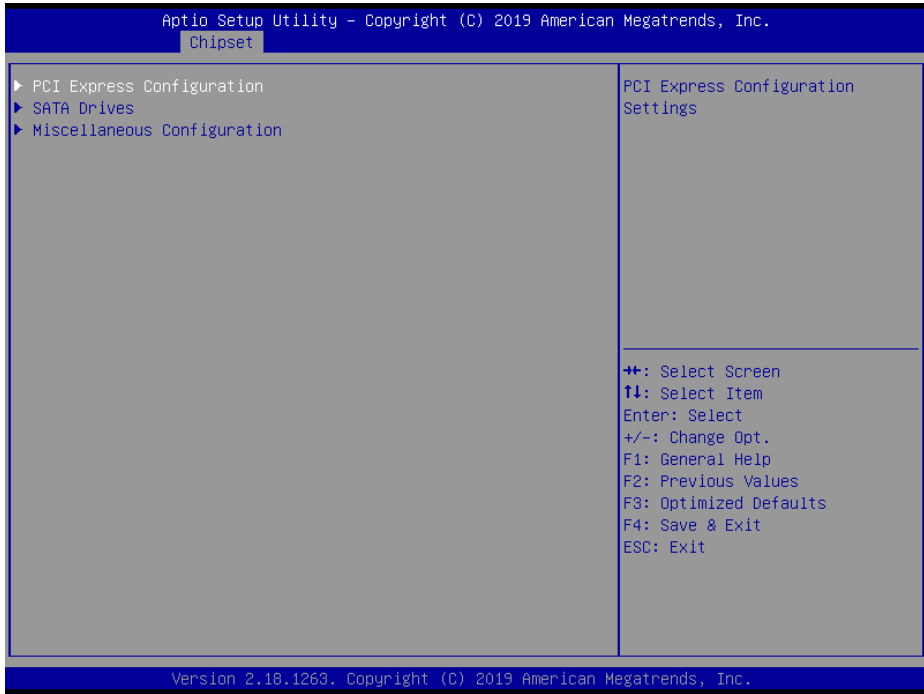 Aptio Setup Utility – Copyright (C) 2019 American Megatrends, Inc.
Chipset
▶ PCI Express Configuration
▶ SATA Drives
▶ Miscellaneous Configuration
PCI Express Configuration
Settings
→←: Select Screen
↑↓: Select Item
Enter: Select
+/-: Change Opt.
F1: General Help
F2: Previous Values
F3: Optimized Defaults
F4: Save & Exit
ESC: Exit
Version 2.18.1263. Copyright (C) 2019 American Megatrends, Inc.